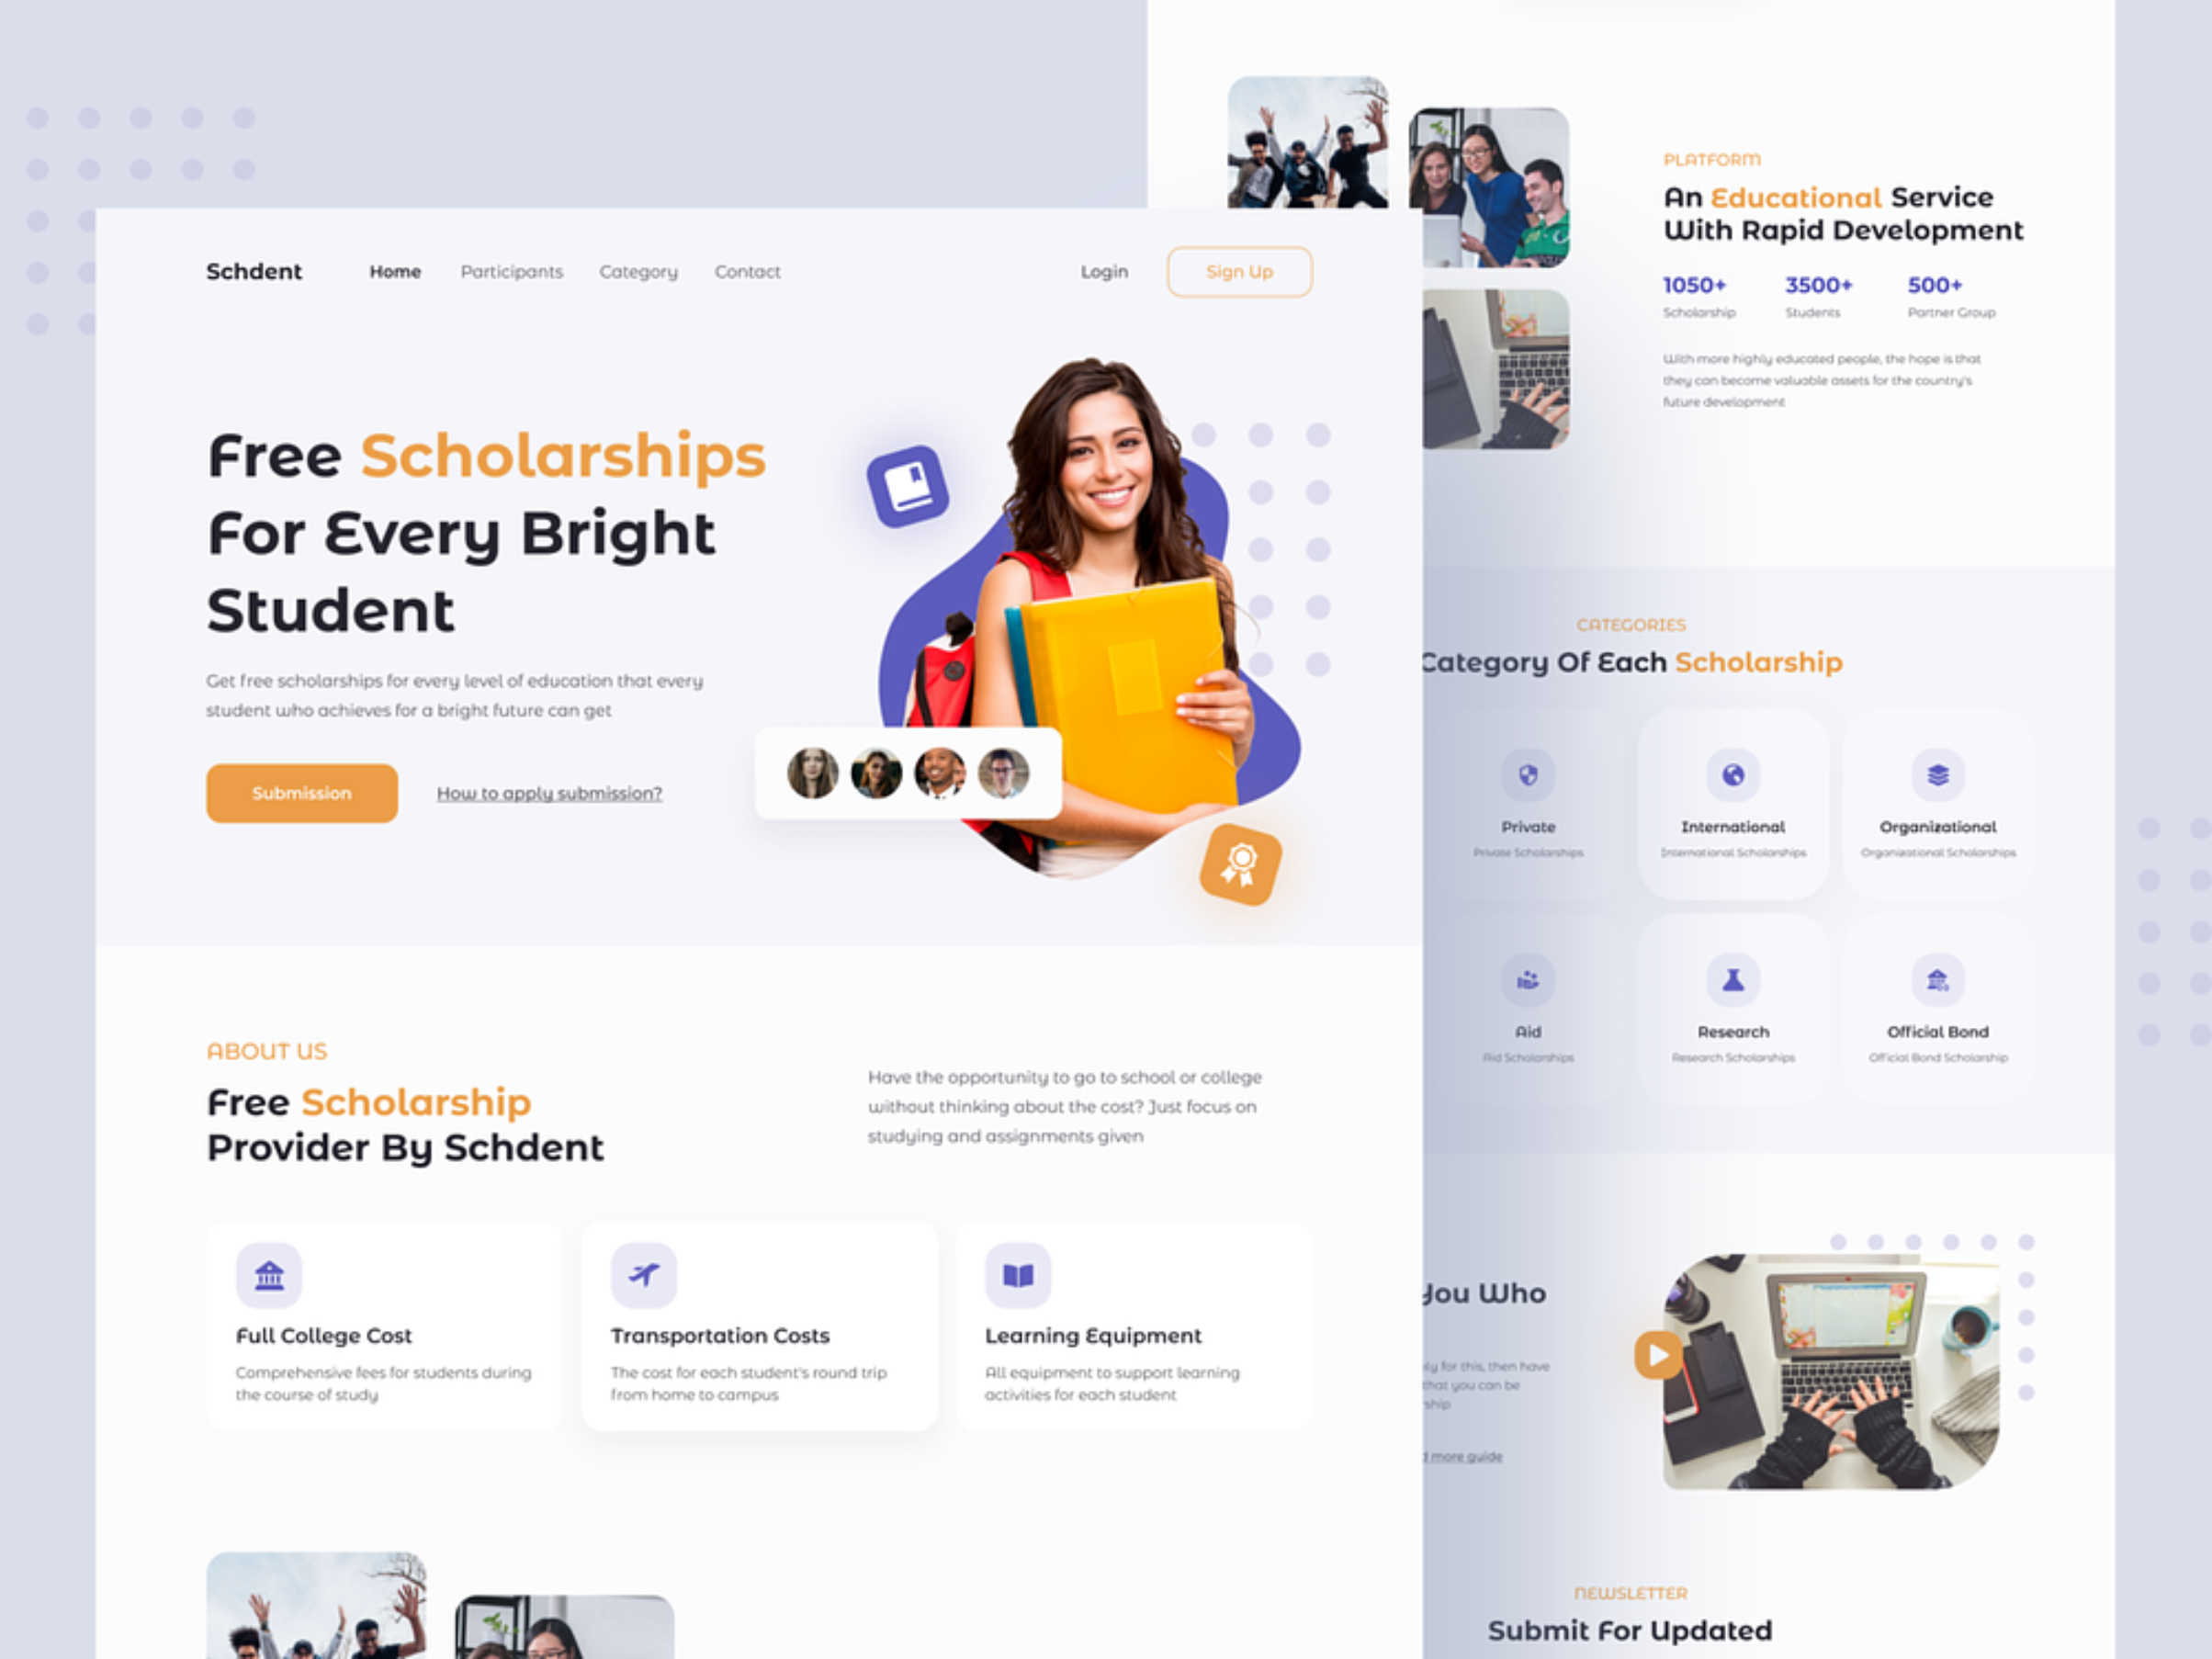 Schdent
Home
Participants
Category
Contact
Login
Sign Up
Free Scholarships
For Every Bright
Student
Get free scholarships for every level of education that every
student who achieves for a bright future can get
Submission
How to apply submission?
ABOUT US
Free Scholarship
Provider By Schdent
Have the opportunity to go to school or college
without thinking about the cost? Just focus on
studying and assignments given
Full College Cost
Comprehensive fees for students during
the course of study
Transportation Costs
The cost for each student's round trip
from home to campus
Learning Equipment
All equipment to support learning
activities for each student
PLATFORM
An Educational Service
With Rapid Development
1050+
Scholarship
3500+
Students
500+
Partner Group
With more highly educated people, the hope is that
they can become valuable assets for the country's
future development
CATEGORIES
Category Of Each Scholarship
Private
Private Scholarships
International
International Scholarships
Organizational
Organizational Scholarships
Aid
Aid Scholarships
Research
Research Scholarships
Official Bond
Official Bond Scholarship
You Who
for this, then have
that you can be
more guide
NEWSLETTER
Submit For Updated